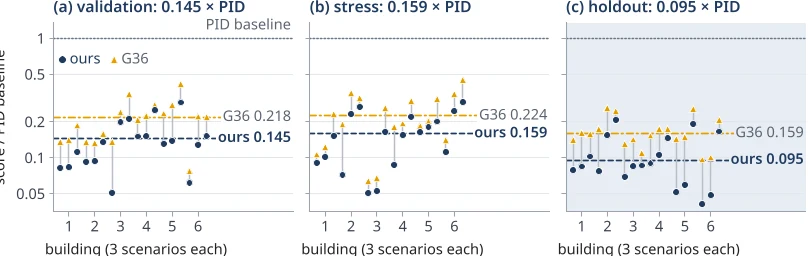 (a) validation: 0.145 × PID
PID baseline
1
0.5
0.2
0.1
0.05
score / PID baseline
ours
G36
G36 0.218
ours 0.145
1 2 3 4 5 6
building (3 scenarios each)
(b) stress: 0.159 × PID
G36 0.224
ours 0.159
1 2 3 4 5 6
building (3 scenarios each)
(c) holdout: 0.095 × PID
G36 0.159
ours 0.095
1 2 3 4 5 6
building (3 scenarios each)